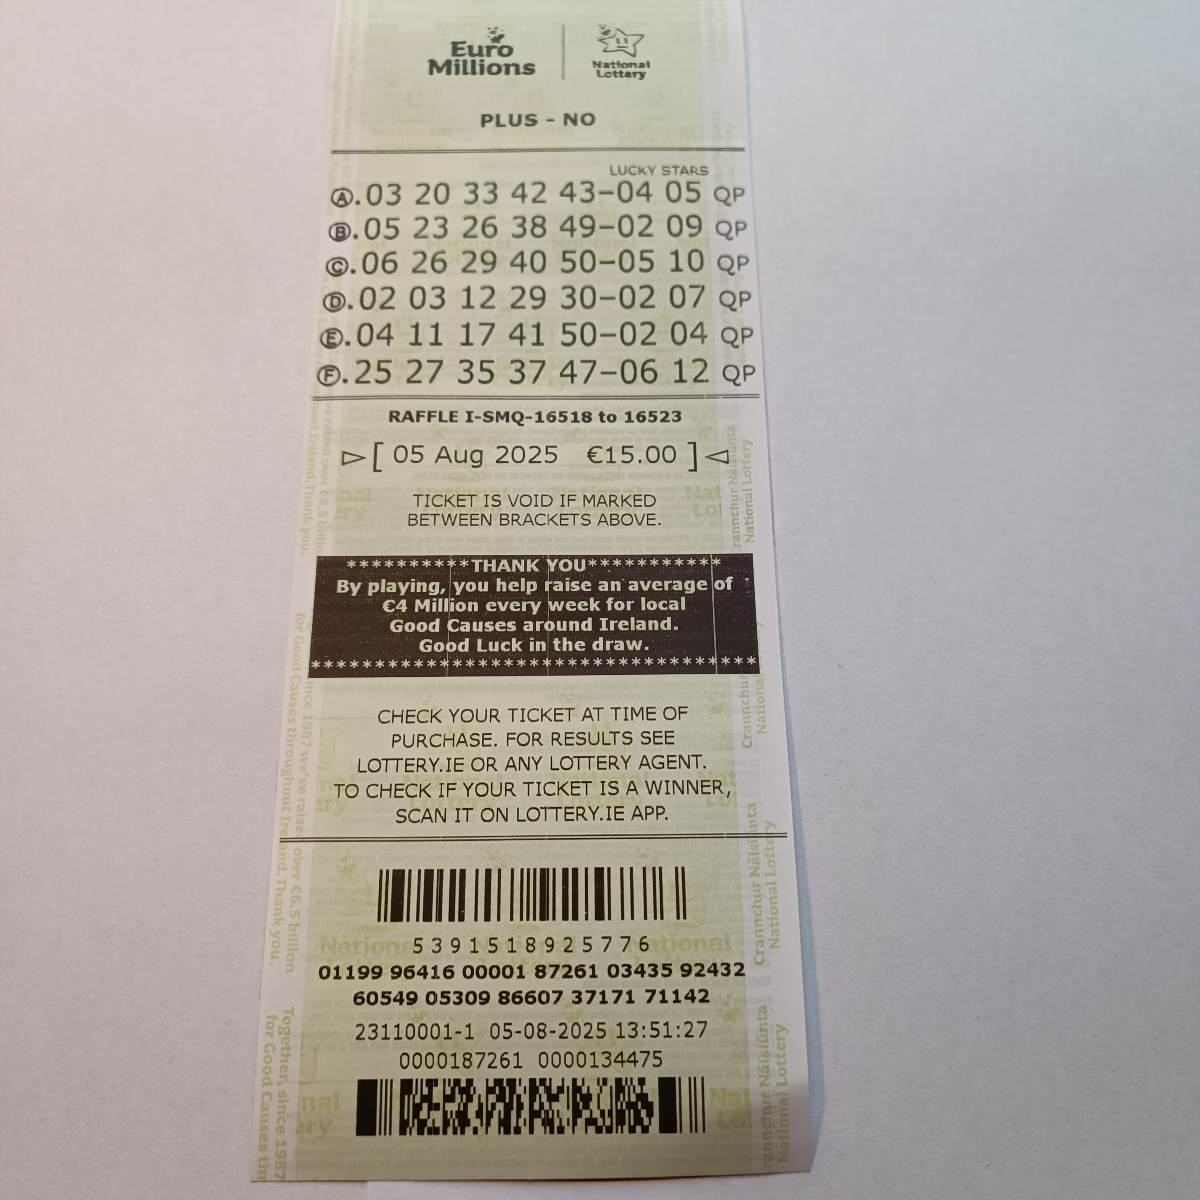 Euro
Millions
National
Lottery
PLUS - NO
LUCKY STARS
A. 03 20 33 42 43-04 05 QP
B. 05 23 26 38 49-02 09 QP
C. 06 26 29 40 50-05 10 QP
D. 02 03 12 29 30-02 07 QP
E. 04 11 17 41 50-02 04 QP
F. 25 27 35 37 47-06 12 QP
RAFFLE I-SMQ-16518 to 16523
[ 05 Aug 2025 €15.00 ]
TICKET IS VOID IF MARKED
BETWEEN BRACKETS ABOVE.
**********THANK YOU***********
By playing, you help raise an average of
€4 Million every week for local
Good Causes around Ireland.
Good Luck in the draw.
***********************************
CHECK YOUR TICKET AT TIME OF
PURCHASE. FOR RESULTS SEE
LOTTERY.IE OR ANY LOTTERY AGENT.
TO CHECK IF YOUR TICKET IS A WINNER,
SCAN IT ON LOTTERY.IE APP.
5391518925776
01199 96416 00001 87261 03435 92432
60549 05309 86607 37171 71142
23110001-1 05-08-2025 13:51:27
0000187261 0000134475
Crannchur Náisiúnta
National Lottery